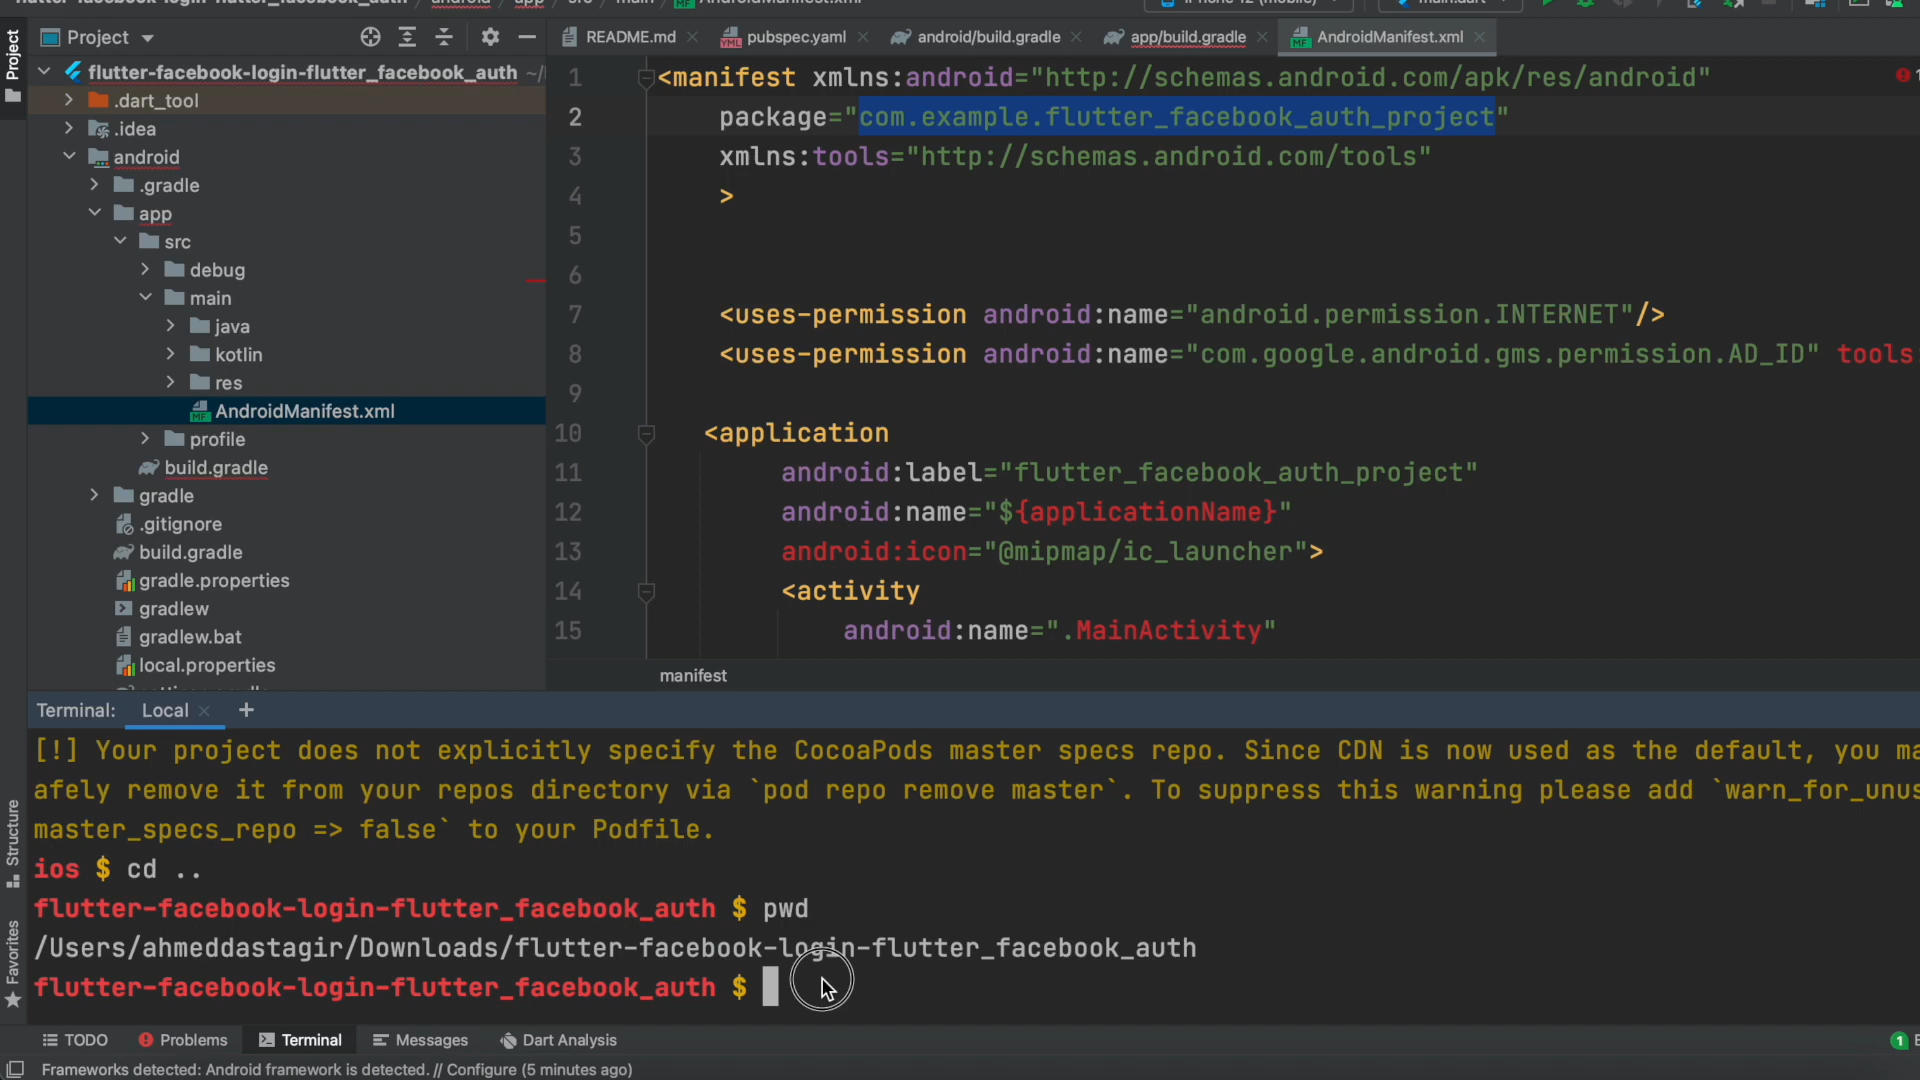 Project
README.md
pubspec.yaml
android/build.gradle
app/build.gradle
AndroidManifest.xml
Project
flutter-facebook-login-flutter_facebook_auth ~/
.dart_tool
.idea
android
.gradle
app
src
debug
main
java
kotlin
res
AndroidManifest.xml
profile
build.gradle
gradle
.gitignore
build.gradle
gradle.properties
gradlew
gradlew.bat
local.properties
1 <manifest xmlns:android="http://schemas.android.com/apk/res/android"
2 package="com.example.flutter_facebook_auth_project"
3 xmlns:tools="http://schemas.android.com/tools"
4 >
5
6
7 <uses-permission android:name="android.permission.INTERNET"/>
8 <uses-permission android:name="com.google.android.gms.permission.AD_ID" tools
9
10 <application
11 android:label="flutter_facebook_auth_project"
12 android:name="${applicationName}"
13 android:icon="@mipmap/ic_launcher">
14 <activity
15 android:name=".MainActivity"
manifest
Terminal: Local +
[!] Your project does not explicitly specify the CocoaPods master specs repo. Since CDN is now used as the default, you ma
afely remove it from your repos directory via `pod repo remove master`. To suppress this warning please add `warn_for_unus
master_specs_repo => false` to your Podfile.
ios $ cd ..
flutter-facebook-login-flutter_facebook_auth $ pwd
/Users/ahmeddastagir/Downloads/flutter-facebook-login-flutter_facebook_auth
flutter-facebook-login-flutter_facebook_auth $
Structure
Favorites
TODO
Problems
Terminal
Messages
Dart Analysis
1
Frameworks detected: Android framework is detected. // Configure (5 minutes ago)